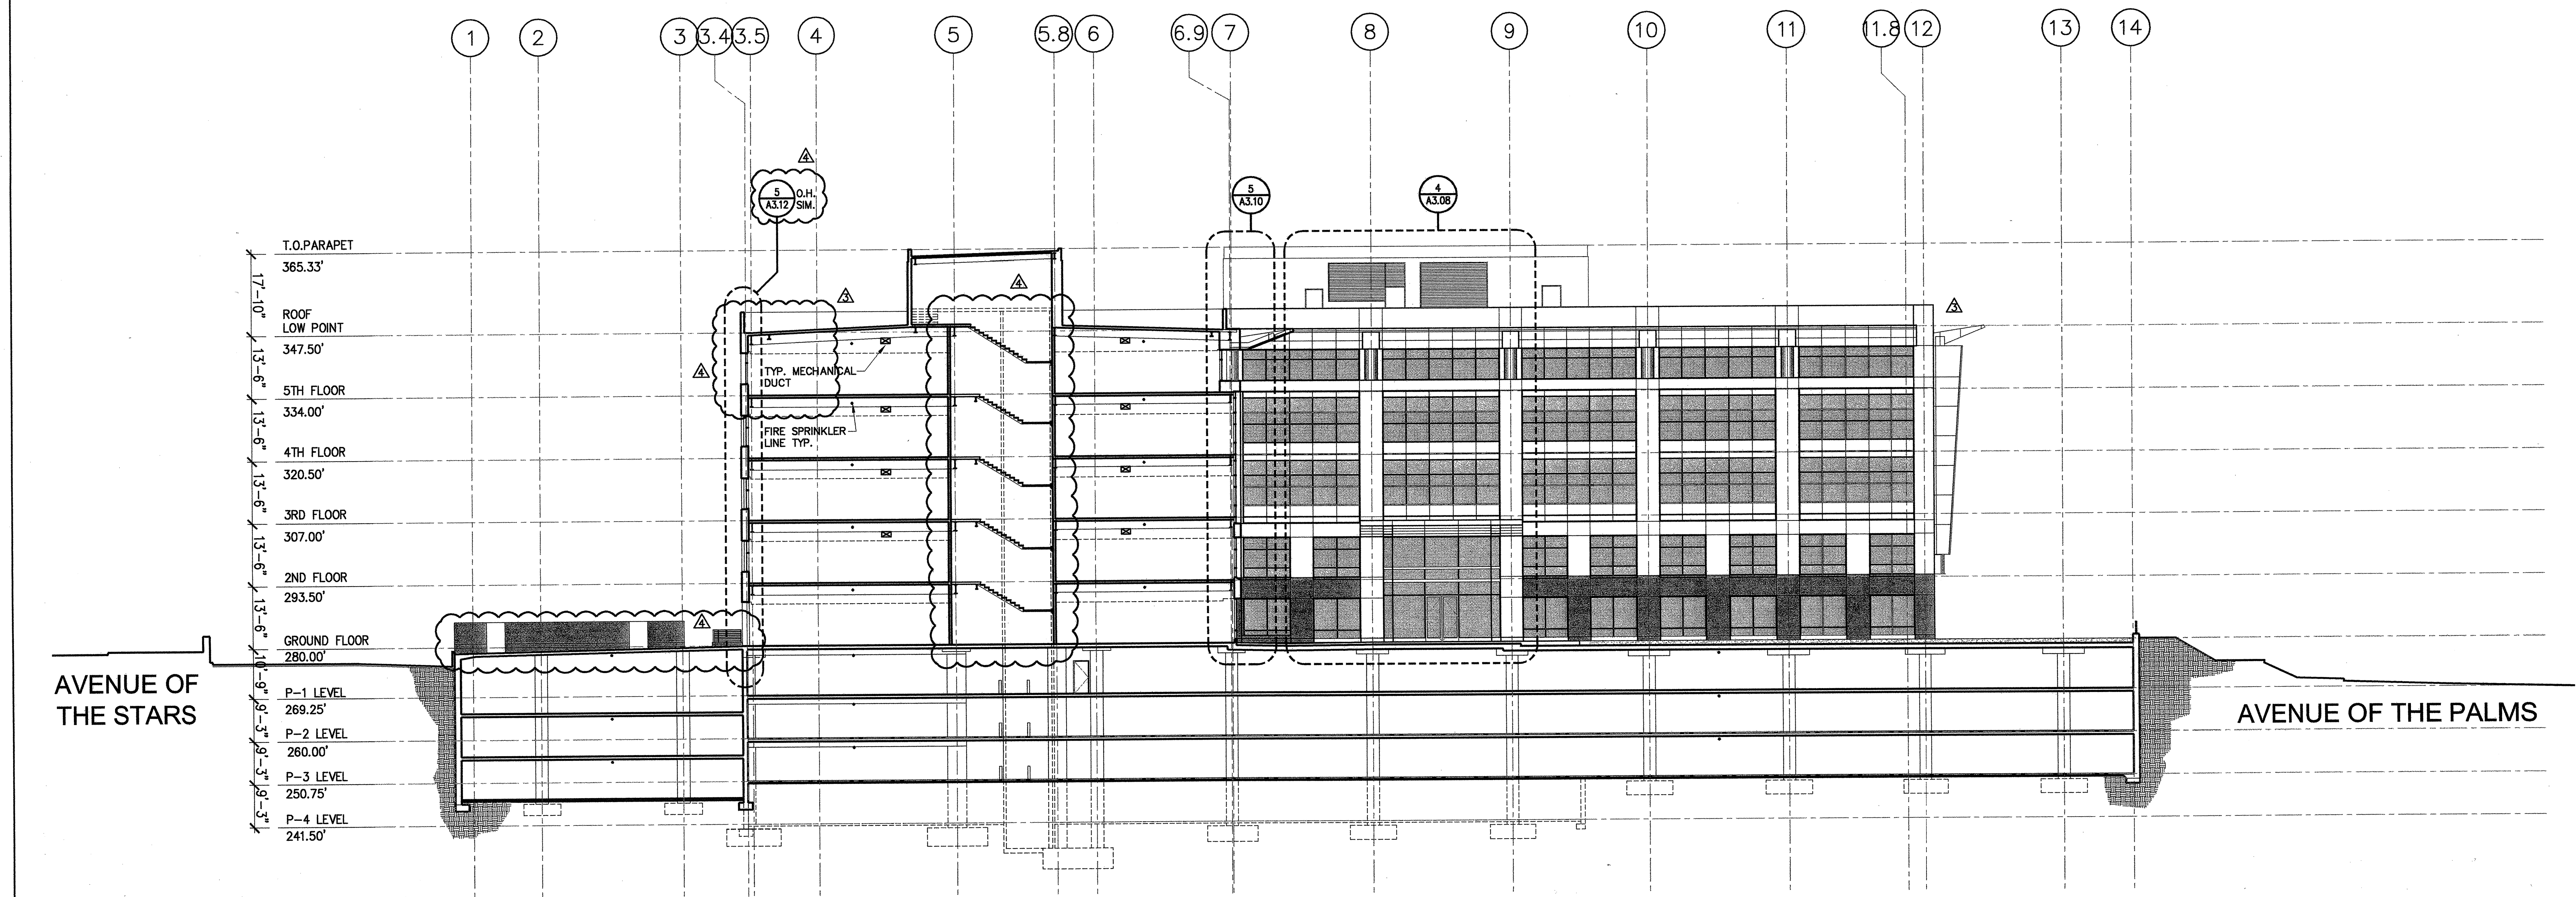 1 2 3 3.4 3.5 4 5 5.8 6 6.9 7 8 9 10 11 11.8 12 13 14
4
5
A3.12
O.H.
SIM.
5
A3.10
4
A3.08
T.O.PARAPET
365.33'
17'-10"
ROOF
LOW POINT
347.50'
13'-6"
5TH FLOOR
334.00'
13'-6"
4TH FLOOR
320.50'
13'-6"
3RD FLOOR
307.00'
13'-6"
2ND FLOOR
293.50'
13'-6"
GROUND FLOOR
280.00'
10'-9"
P-1 LEVEL
269.25'
9'-3"
P-2 LEVEL
260.00'
9'-3"
P-3 LEVEL
250.75'
9'-3"
P-4 LEVEL
241.50'
3
4
4
3
4
TYP. MECHANICAL
DUCT
FIRE SPRINKLER
LINE TYP.
AVENUE OF
THE STARS
AVENUE OF THE PALMS